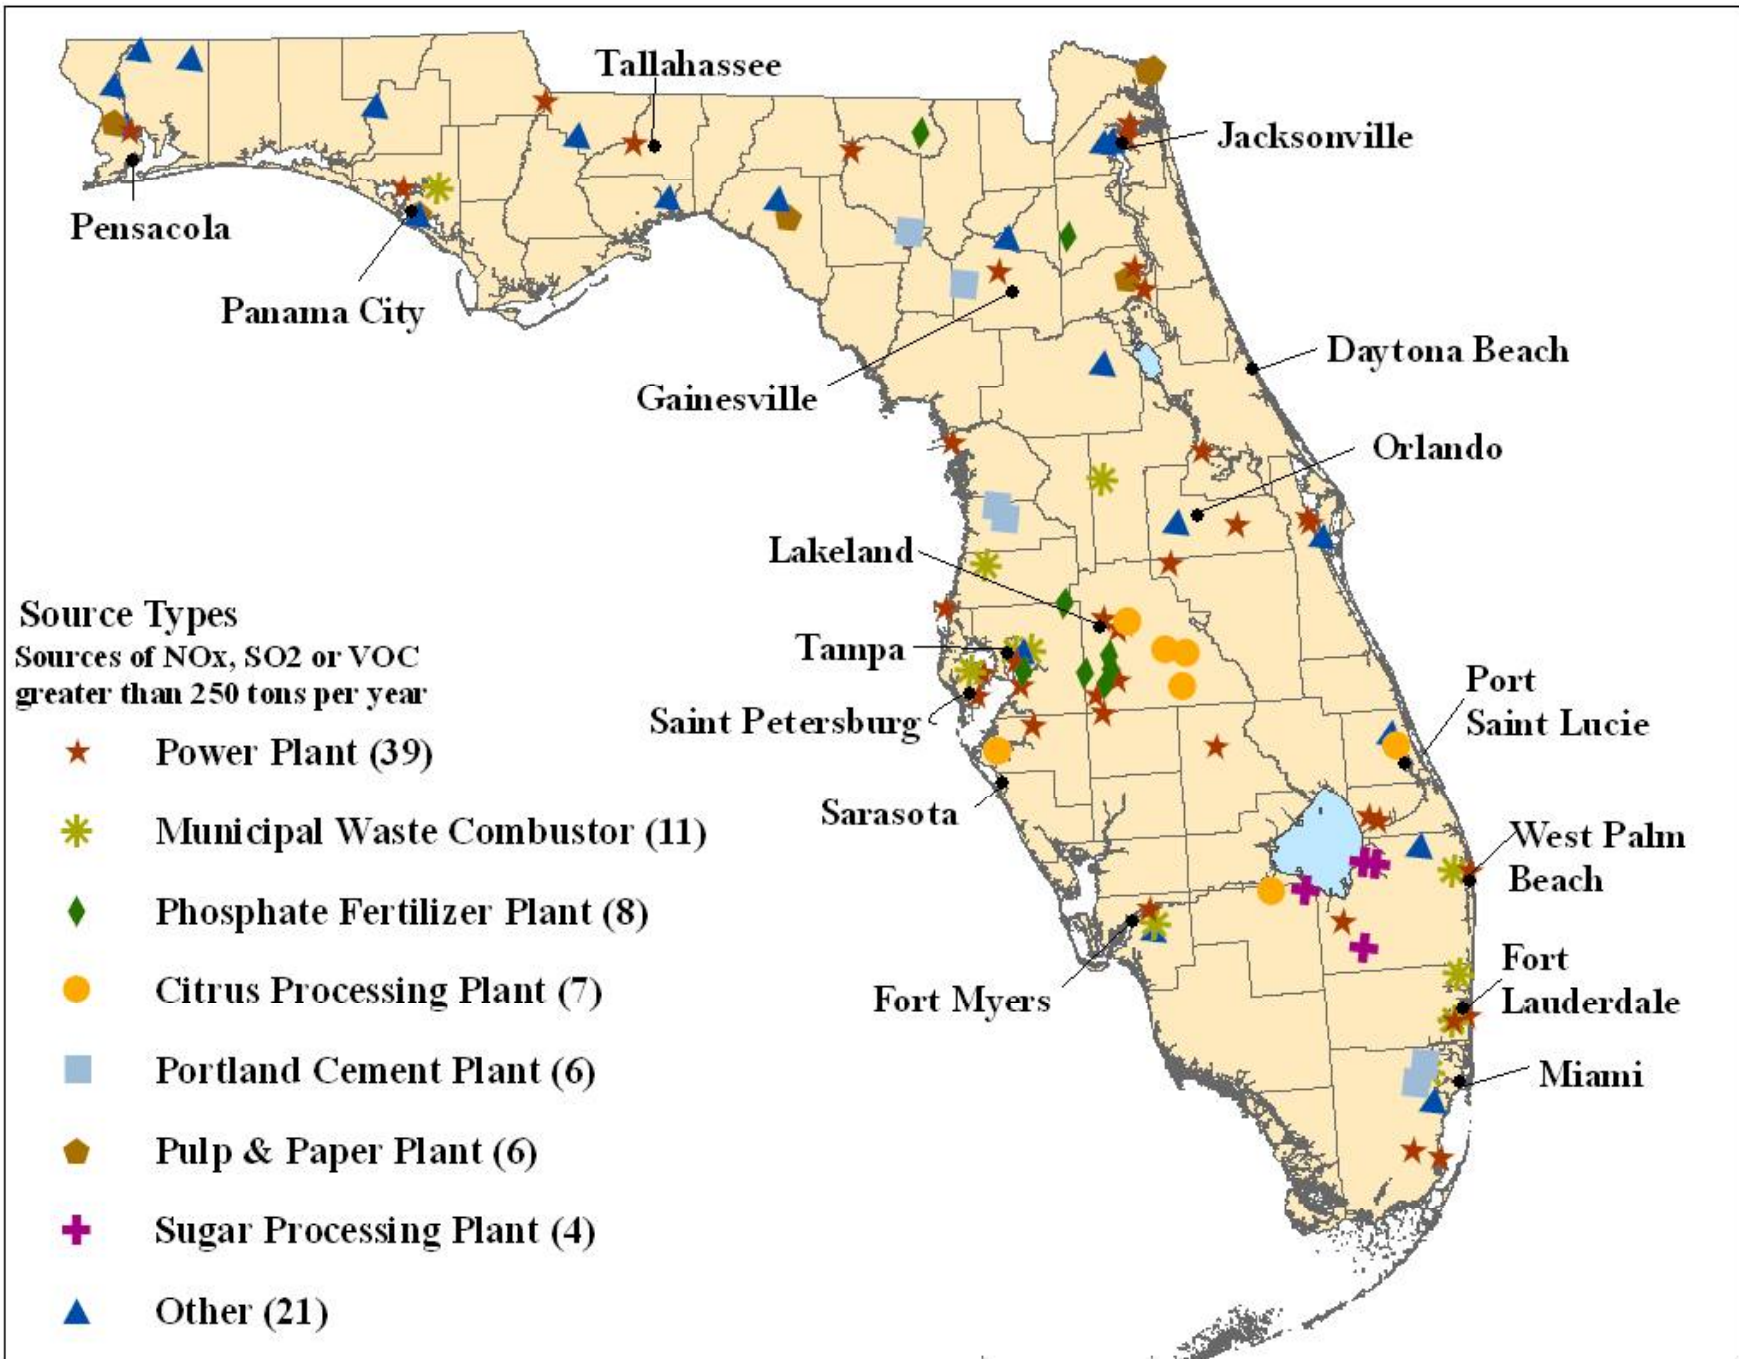 Tallahassee
Jacksonville
Pensacola
Panama City
Daytona Beach
Gainesville
Orlando
Lakeland
Source Types
Sources of NOx, SO2 or VOC
greater than 250 tons per year
Tampa
Port
Saint Lucie
Saint Petersburg
Power Plant (39)
Sarasota
Municipal Waste Combustor (11)
West Palm
Beach
Phosphate Fertilizer Plant (8)
Fort
Lauderdale
Citrus Processing Plant (7)
Fort Myers
Portland Cement Plant (6)
Miami
Pulp & Paper Plant (6)
Sugar Processing Plant (4)
Other (21)